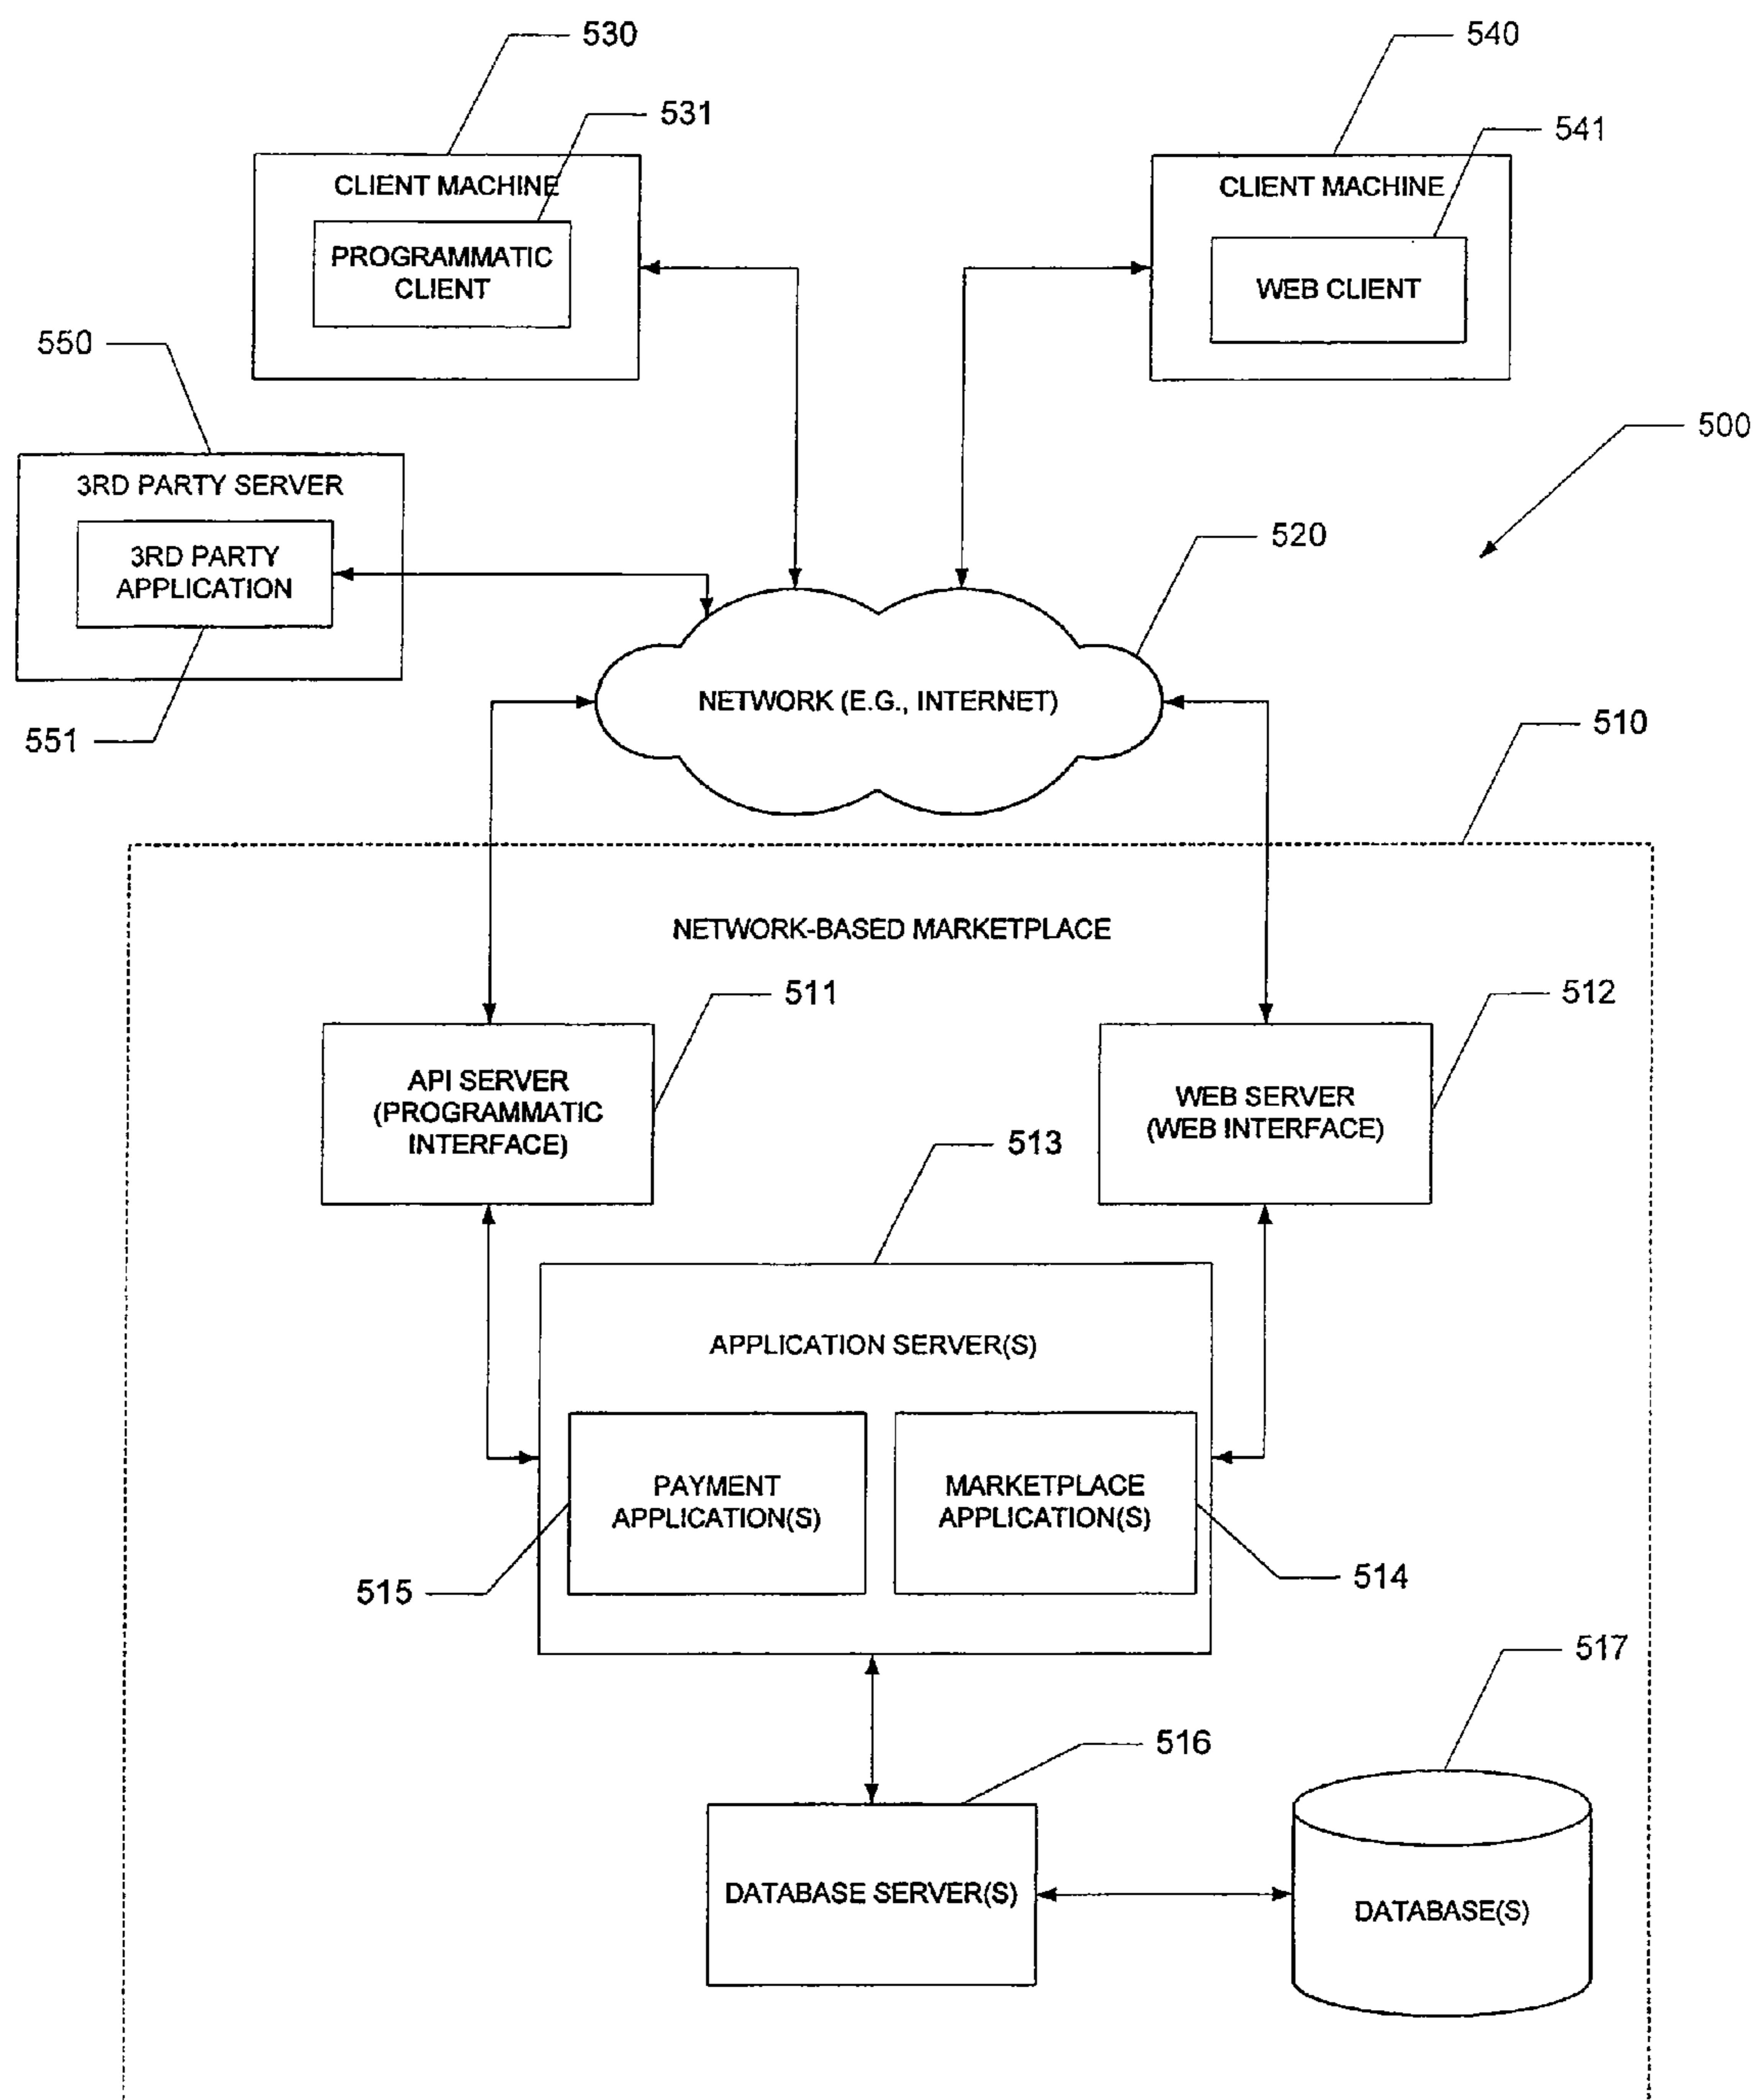 530
540
531
541
CLIENT MACHINE
CLIENT MACHINE
PROGRAMMATIC
CLIENT
WEB CLIENT
550
500
3RD PARTY SERVER
520
3RD PARTY
APPLICATION
NETWORK (E.G., INTERNET)
551
510
NETWORK-BASED MARKETPLACE
511
512
API SERVER
(PROGRAMMATIC
INTERFACE)
WEB SERVER
(WEB INTERFACE)
513
APPLICATION SERVER(S)
PAYMENT
APPLICATION(S)
MARKETPLACE
APPLICATION(S)
515
514
517
516
DATABASE SERVER(S)
DATABASE(S)